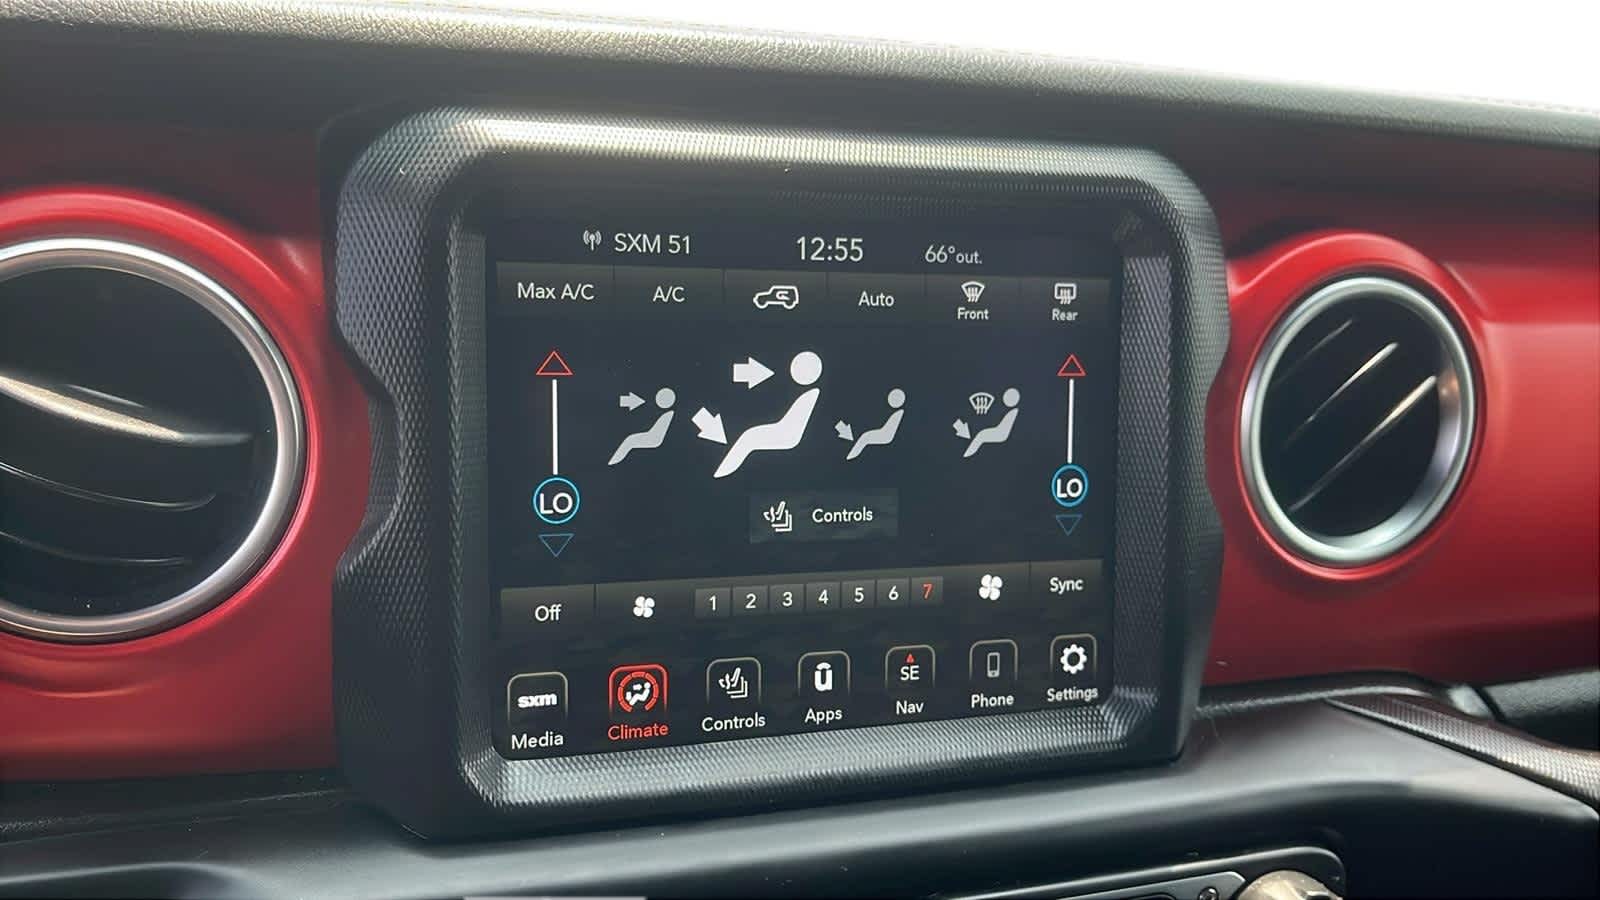 SXM 51 12:55 66°out.
Max A/C A/C Auto Front Rear
LO LO
Controls
Off 1 2 3 4 5 6 7 Sync
sxm SE
Media Climate Controls Apps Nav Phone Settings